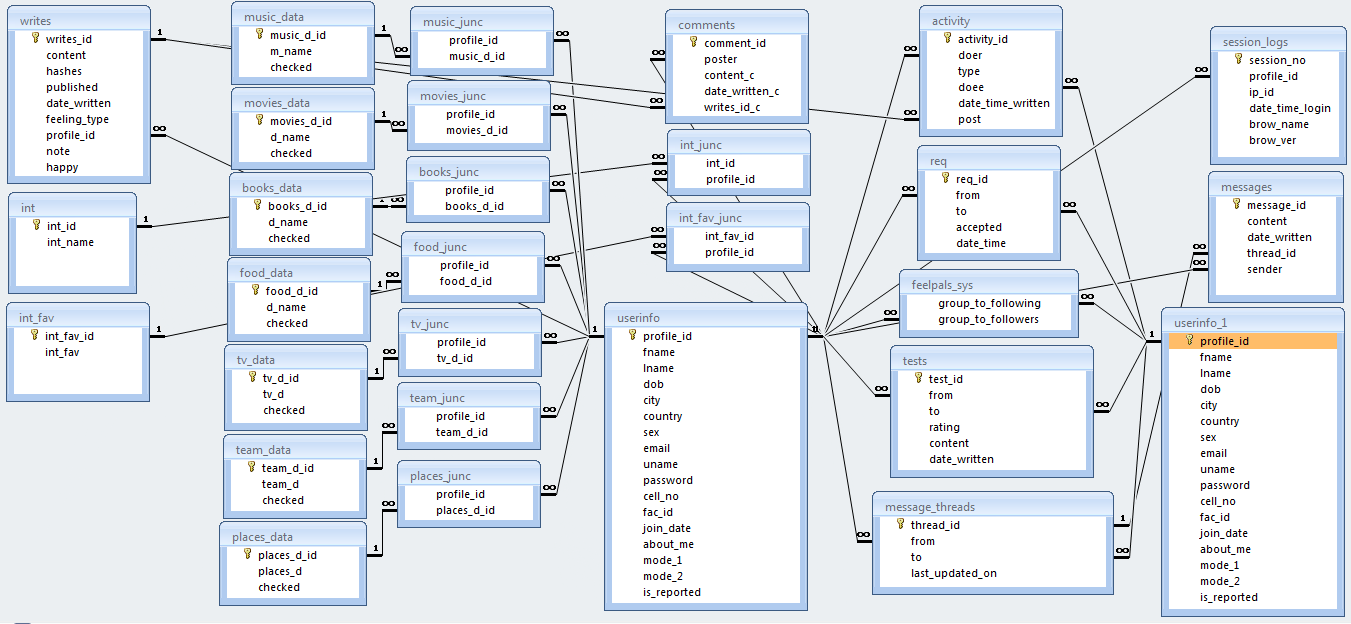 writes
writes_id
content
hashes
published
date_written
feeling_type
profile_id
note
happy
int
int_id
int_name
int_fav
int_fav_id
int_fav
music_data
music_d_id
m_name
checked
movies_data
movies_d_id
d_name
checked
books_data
books_d_id
d_name
checked
food_data
food_d_id
d_name
checked
tv_data
tv_d_id
tv_d
checked
team_data
team_d_id
team_d
checked
places_data
places_d_id
places_d
checked
music_junc
profile_id
music_d_id
movies_junc
profile_id
movies_d_id
books_junc
profile_id
books_d_id
food_junc
profile_id
food_d_id
tv_junc
profile_id
tv_d_id
team_junc
profile_id
team_d_id
places_junc
profile_id
places_d_id
comments
comment_id
poster
content_c
date_written_c
writes_id_c
int_junc
int_id
profile_id
int_fav_junc
int_fav_id
profile_id
userinfo
profile_id
fname
lname
dob
city
country
sex
email
uname
password
cell_no
fac_id
join_date
about_me
mode_1
mode_2
is_reported
activity
activity_id
doer
type
doee
date_time_written
post
req
req_id
from
to
accepted
date_time
feelpals_sys
group_to_following
group_to_followers
tests
test_id
from
to
rating
content
date_written
message_threads
thread_id
from
to
last_updated_on
session_logs
session_no
profile_id
ip_id
date_time_login
brow_name
brow_ver
messages
message_id
content
date_written
thread_id
sender
userinfo_1
profile_id
fname
lname
dob
city
country
sex
email
uname
password
cell_no
fac_id
join_date
about_me
mode_1
mode_2
is_reported